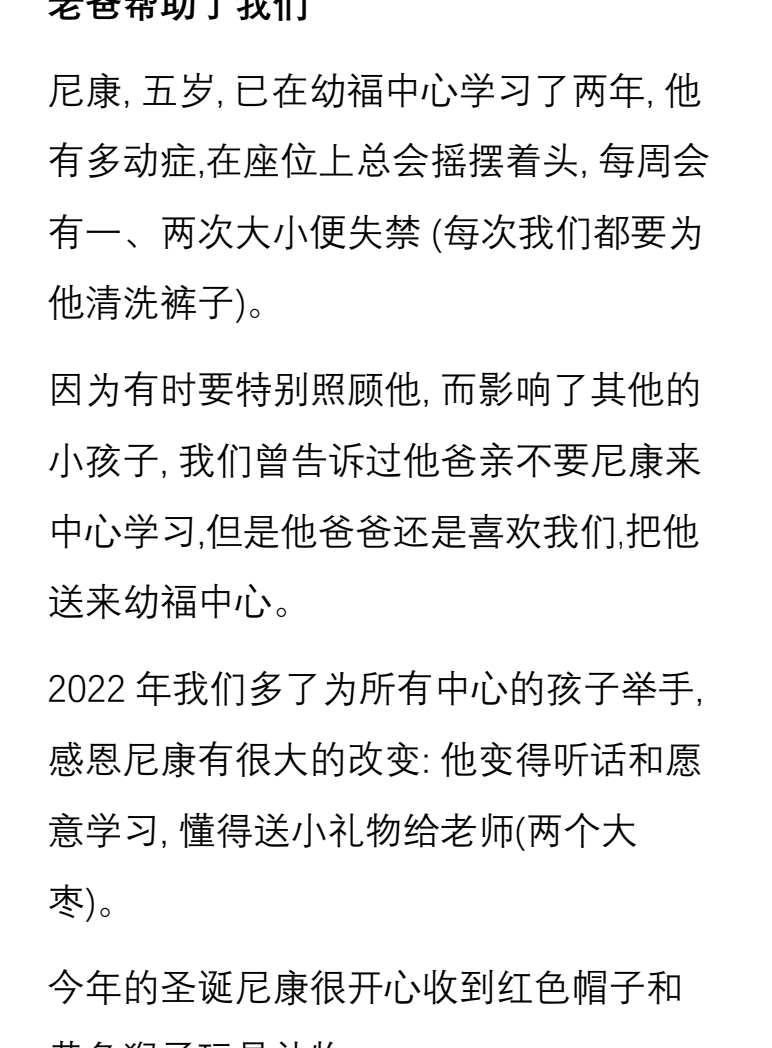 老爸帮助了我们
尼康, 五岁, 已在幼福中心学习了两年, 他
有多动症,在座位上总会摇摆着头, 每周会
有一、两次大小便失禁 (每次我们都要为
他清洗裤子)。
因为有时要特别照顾他, 而影响了其他的
小孩子, 我们曾告诉过他爸亲不要尼康来
中心学习,但是他爸爸还是喜欢我们,把他
送来幼福中心。
2022 年我们多了为所有中心的孩子举手,
感恩尼康有很大的改变: 他变得听话和愿
意学习, 懂得送小礼物给老师(两个大
枣)。
今年的圣诞尼康很开心收到红色帽子和